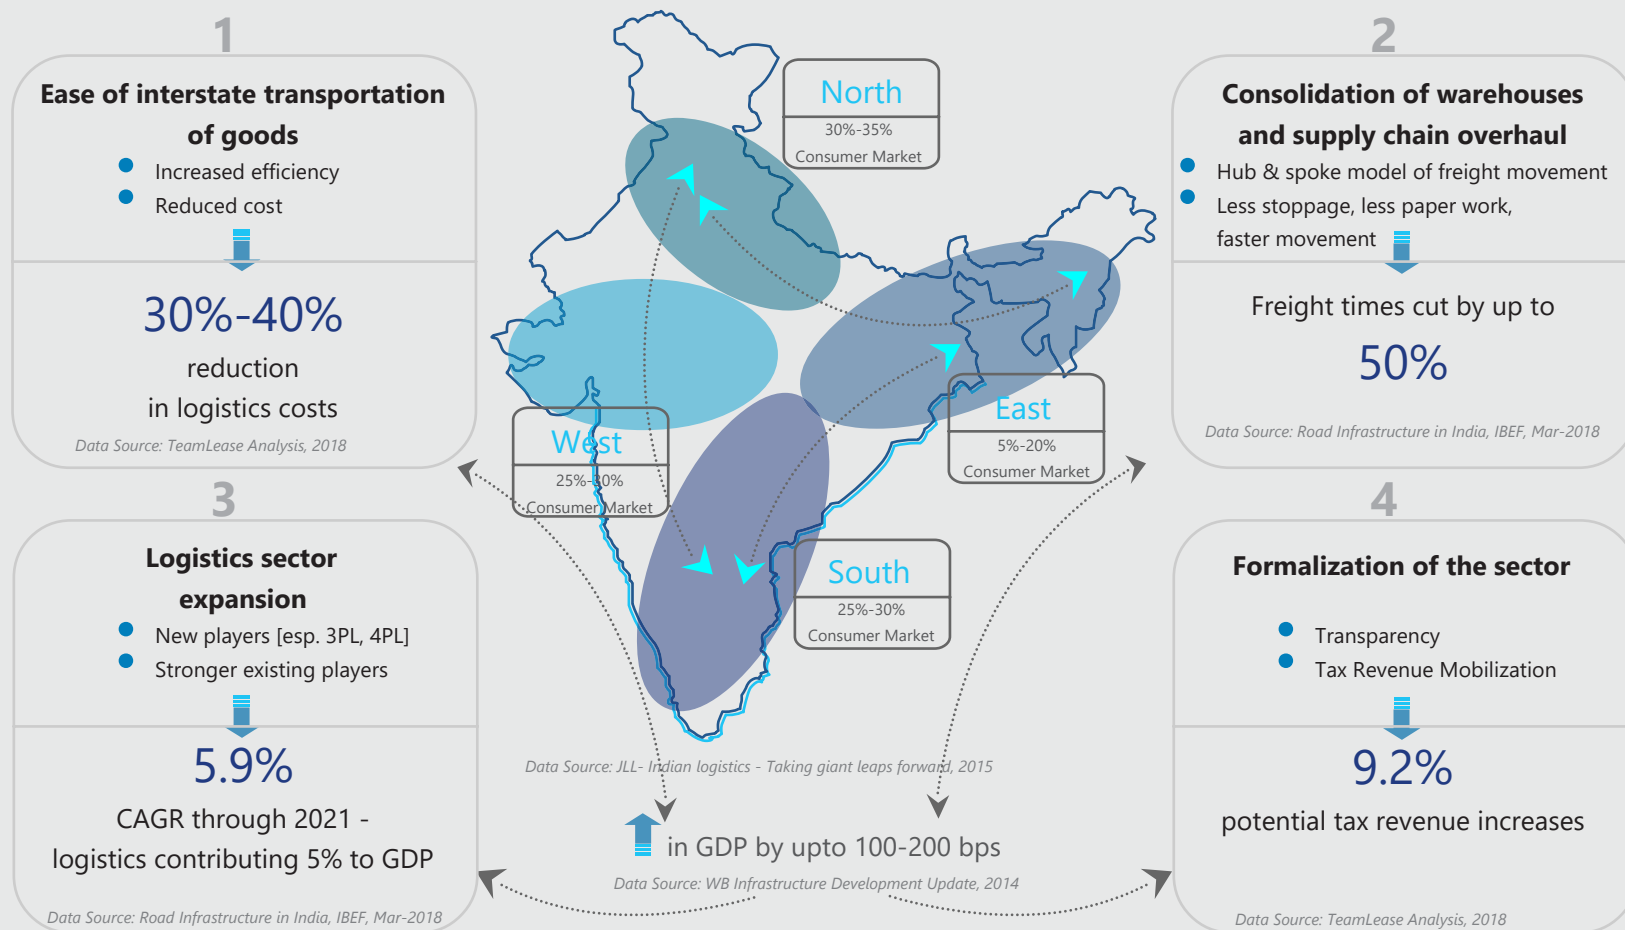 1
Ease of interstate transportation
of goods
Increased efficiency
Reduced cost
30%-40%
reduction
in logistics costs
Data Source: TeamLease Analysis, 2018
2
Consolidation of warehouses
and supply chain overhaul
Hub & spoke model of freight movement
Less stoppage, less paper work,
faster movement
Freight times cut by up to
50%
Data Source: Road Infrastructure in India, IBEF, Mar-2018
North
30%-35%
Consumer Market
West
25%-30%
Consumer Market
East
5%-20%
Consumer Market
South
25%-30%
Consumer Market
Data Source: JLL- Indian logistics - Taking giant leaps forward, 2015
in GDP by upto 100-200 bps
Data Source: WB Infrastructure Development Update, 2014
3
Logistics sector
expansion
New players [esp. 3PL, 4PL]
Stronger existing players
5.9%
CAGR through 2021 -
logistics contributing 5% to GDP
Data Source: Road Infrastructure in India, IBEF, Mar-2018
4
Formalization of the sector
Transparency
Tax Revenue Mobilization
9.2%
potential tax revenue increases
Data Source: TeamLease Analysis, 2018